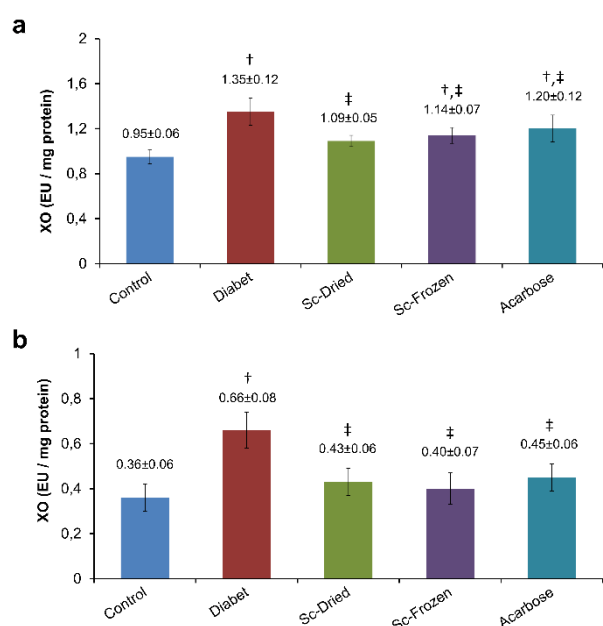 a
2
1,6
1,2
0,8
0,4
0
XO (EU / mg protein)
0.95±0.06
†
1.35±0.12
‡
1.09±0.05
†,‡
1.14±0.07
†,‡
1.20±0.12
Control
Diabet
Sc-Dried
Sc-Frozen
Acarbose
b
1
0,8
0,6
0,4
0,2
0
XO (EU / mg protein)
0.36±0.06
†
0.66±0.08
‡
0.43±0.06
‡
0.40±0.07
‡
0.45±0.06
Control
Diabet
Sc-Dried
Sc-Frozen
Acarbose